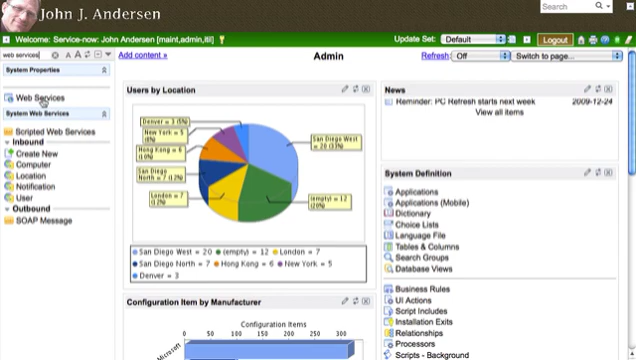 John J. Andersen
Search
Welcome: Service-now: John J. Andersen [maint,admin,itil]
Update Set:
Default
Logout
web services
Add content »
Admin
Refresh:
Off
Switch to page...
System Properties
Web Services
System Web Services
Scripted Web Services
Inbound
Create New
Computer
Location
Notification
User
Outbound
SOAP Message
Users by Location
Denver = 3 (5%)
New York = 5
(8%)
Hong Kong = 6
(10%)
San Diego
North = 7 (12%)
London = 7
(12%)
San Diego West
= 20 (33%)
(empty) = 12
(20%)
San Diego West = 20
(empty) = 12
London = 7
San Diego North = 7
Hong Kong = 6
New York = 5
Denver = 3
Configuration Item by Manufacturer
Configuration Items
0 50 100 150 200 250 300
Microsoft
News
Reminder: PC Refresh starts next week
2009-12-24
View all items
System Definition
Applications
Applications (Mobile)
Dictionary
Choice Lists
Language File
Tables & Columns
Search Groups
Database Views
Business Rules
UI Actions
Script Includes
Installation Exits
Relationships
Processors
Scripts - Background